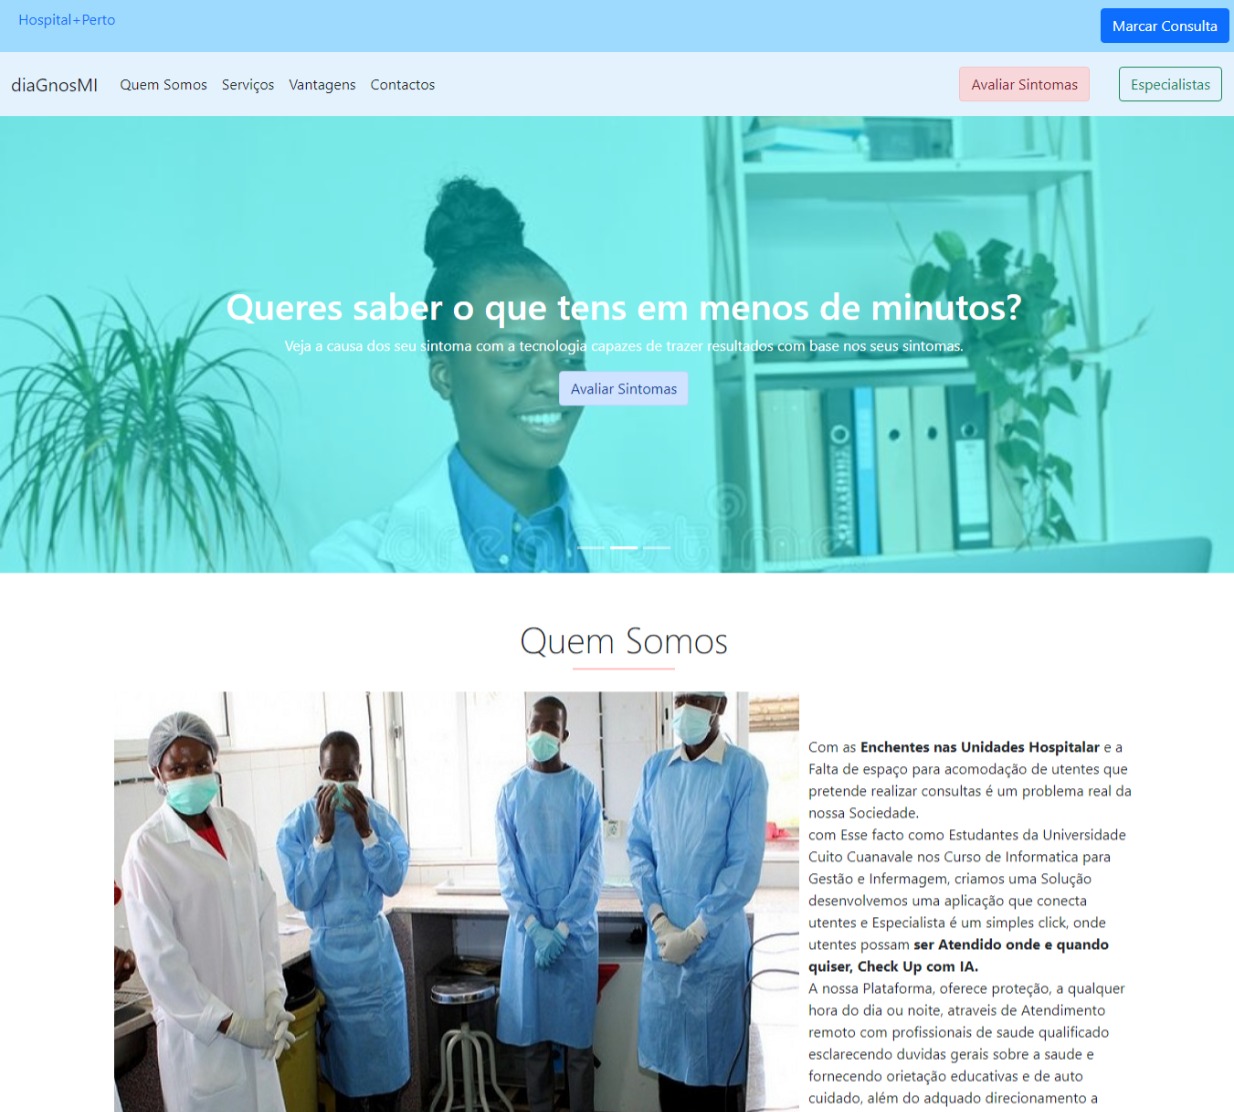 Hospital+Perto
Marcar Consulta
diaGnosMI Quem Somos Serviços Vantagens Contactos Avaliar Sintomas Especialistas
Queres saber o que tens em menos de minutos?
Veja a causa dos seu sintoma com a tecnologia capazes de trazer resultados com base nos seus sintomas.
Avaliar Sintomas
dreamstime
Quem Somos
Com as Enchentes nas Unidades Hospitalar e a
Falta de espaço para acomodação de utentes que
pretende realizar consultas é um problema real da
nossa Sociedade.
com Esse facto como Estudantes da Universidade
Cuito Cuanavale nos Curso de Informatica para
Gestão e Infermagem, criamos uma Solução
desenvolvemos uma aplicação que conecta
utentes e Especialista é um simples click, onde
utentes possam ser Atendido onde e quando
quiser, Check Up com IA.
A nossa Plataforma, oferece proteção, a qualquer
hora do dia ou noite, atraveis de Atendimento
remoto com profissionais de saude qualificado
esclarecendo duvidas gerais sobre a saude e
fornecendo orietação educativas e de auto
cuidado, além do adquado direcionamento a